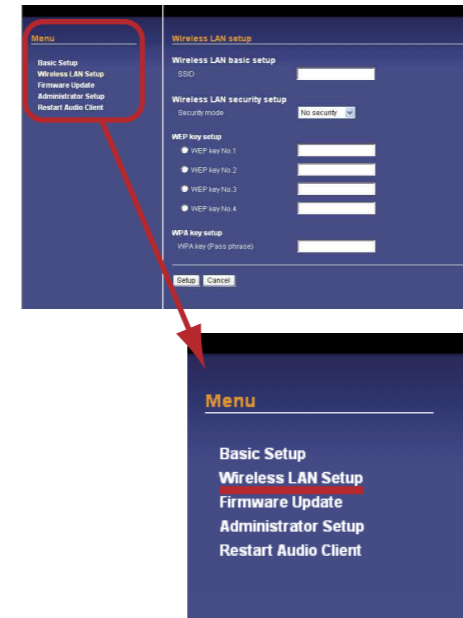 Menu
Basic Setup
Wireless LAN Setup
Firmware Update
Administrator Setup
Restart Audio Client
Wireless LAN setup
Wireless LAN basic setup
SSID
Wireless LAN security setup
Security mode No security
WEP key setup
WEP key No.1
WEP key No.2
WEP key No.3
WEP key No.4
WPA key setup
WPA key (Pass phrase)
Setup Cancel
Menu
Basic Setup
Wireless LAN Setup
Firmware Update
Administrator Setup
Restart Audio Client